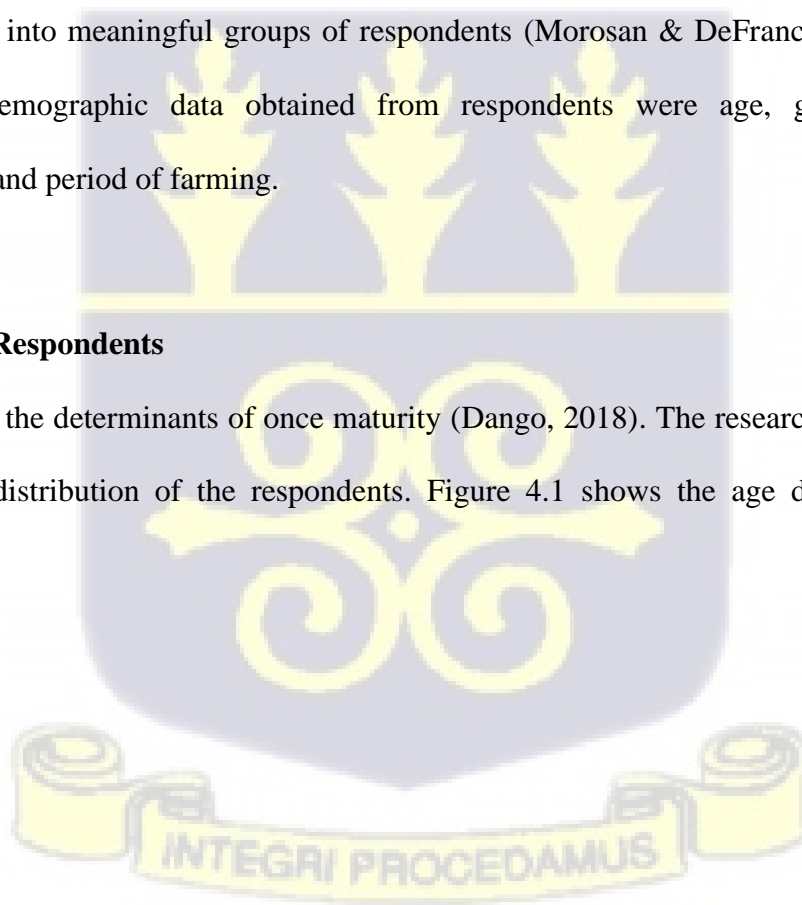 into meaningful groups of respondents (Morosan & DeFranc
emographic data obtained from respondents were age, g
and period of farming.
Respondents
the determinants of once maturity (Dango, 2018). The researc
distribution of the respondents. Figure 4.1 shows the age d
INTEGRI PROCEDAMUS